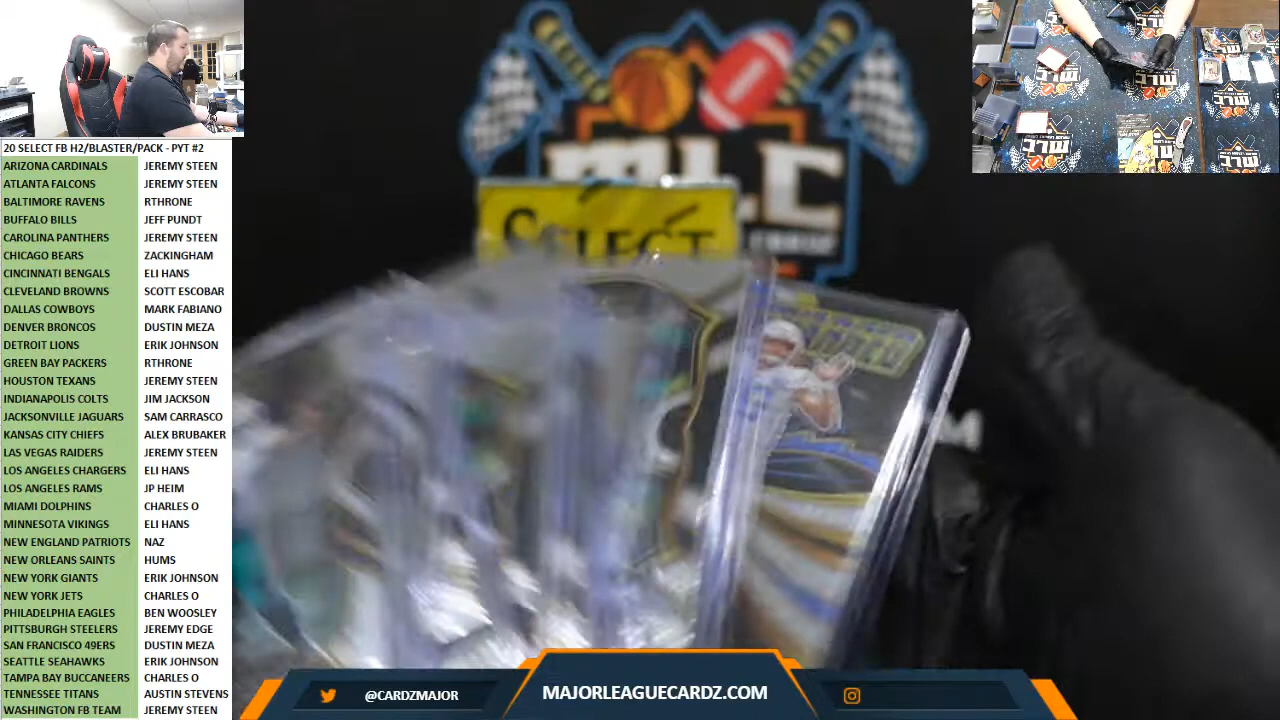 20 SELECT FB H2/BLASTER/PACK - PYT #2
ARIZONA CARDINALS JEREMY STEEN
ATLANTA FALCONS JEREMY STEEN
BALTIMORE RAVENS RTHRONE
BUFFALO BILLS JEFF PUNDT
CAROLINA PANTHERS JEREMY STEEN
CHICAGO BEARS ZACKINGHAM
CINCINNATI BENGALS ELI HANS
CLEVELAND BROWNS SCOTT ESCOBAR
DALLAS COWBOYS MARK FABIANO
DENVER BRONCOS DUSTIN MEZA
DETROIT LIONS ERIK JOHNSON
GREEN BAY PACKERS RTHRONE
HOUSTON TEXANS JEREMY STEEN
INDIANAPOLIS COLTS JIM JACKSON
JACKSONVILLE JAGUARS SAM CARRASCO
KANSAS CITY CHIEFS ALEX BRUBAKER
LAS VEGAS RAIDERS JEREMY STEEN
LOS ANGELES CHARGERS ELI HANS
LOS ANGELES RAMS JP HEIM
MIAMI DOLPHINS CHARLES O
MINNESOTA VIKINGS ELI HANS
NEW ENGLAND PATRIOTS NAZ
NEW ORLEANS SAINTS HUMS
NEW YORK GIANTS ERIK JOHNSON
NEW YORK JETS CHARLES O
PHILADELPHIA EAGLES BEN WOOSLEY
PITTSBURGH STEELERS JEREMY EDGE
SAN FRANCISCO 49ERS DUSTIN MEZA
SEATTLE SEAHAWKS ERIK JOHNSON
TAMPA BAY BUCCANEERS CHARLES O
TENNESSEE TITANS AUSTIN STEVENS
WASHINGTON FB TEAM JEREMY STEEN
MLC
SELECT
MLC
MLC
MLC
@CARDZMAJOR
MAJORLEAGUECARDZ.COM